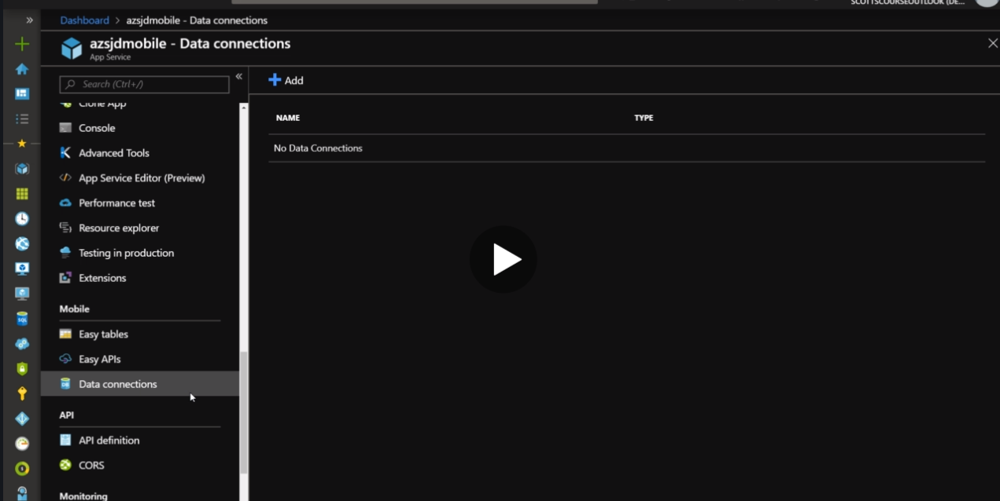 SCOTTSCOURSEOUTLOOK (DE...
Dashboard > azsjdmobile - Data connections
azsjdmobile - Data connections
App Service
Search (Ctrl+/)
Add
Clone App
Console
Advanced Tools
App Service Editor (Preview)
Performance test
Resource explorer
Testing in production
Extensions
Mobile
Easy tables
Easy APIs
Data connections
API
API definition
CORS
Monitoring
NAME TYPE
No Data Connections